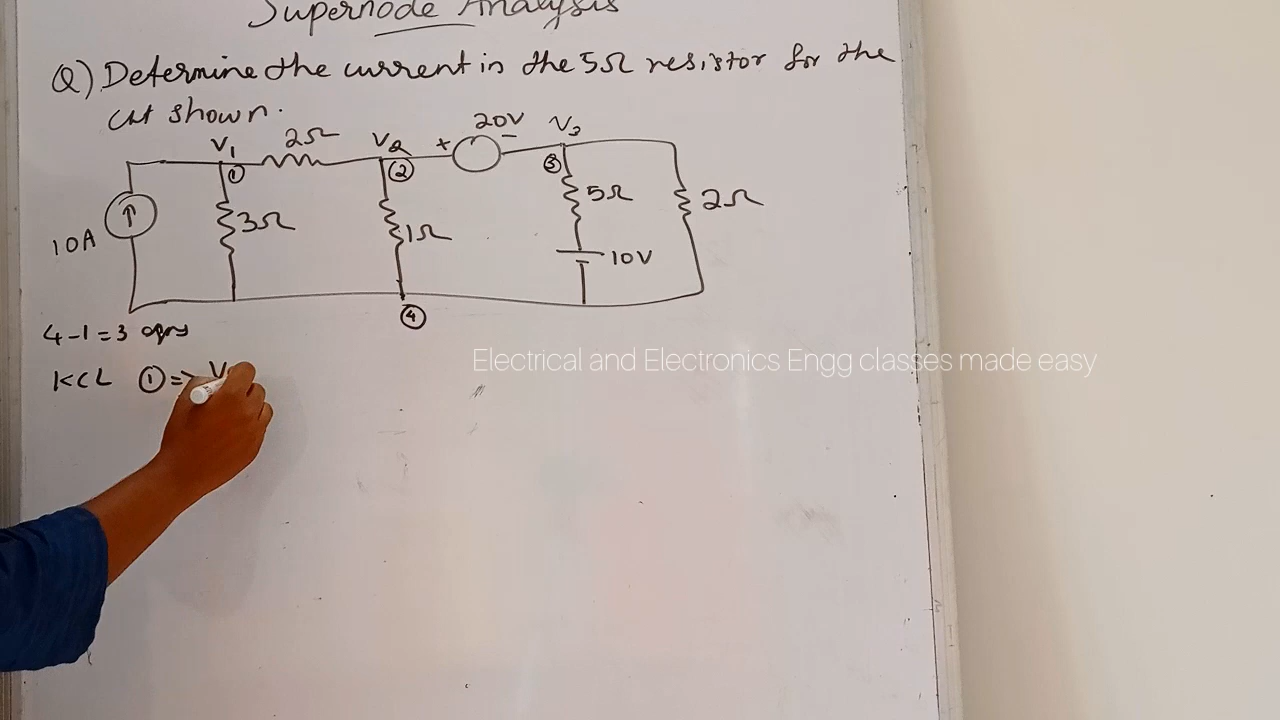 Supernode Analysis
Q) Determine the current in the 5Ω resistor for the
ckt shown.
V1 2Ω V2 + 20V - V3
① ② ③
10A 3Ω 1Ω 5Ω 2Ω
10V
④
4-1=3 eqns
KCL ①=> V
Electrical and Electronics Engg classes made easy